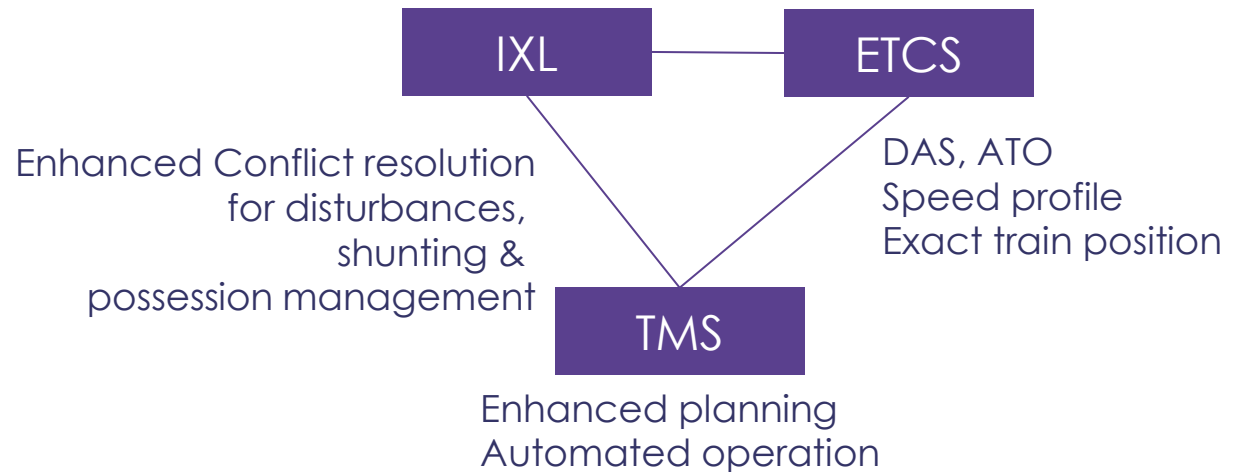 IXL
ETCS
Enhanced Conflict resolution
for disturbances,
shunting &
possession management
DAS, ATO
Speed profile
Exact train position
TMS
Enhanced planning
Automated operation